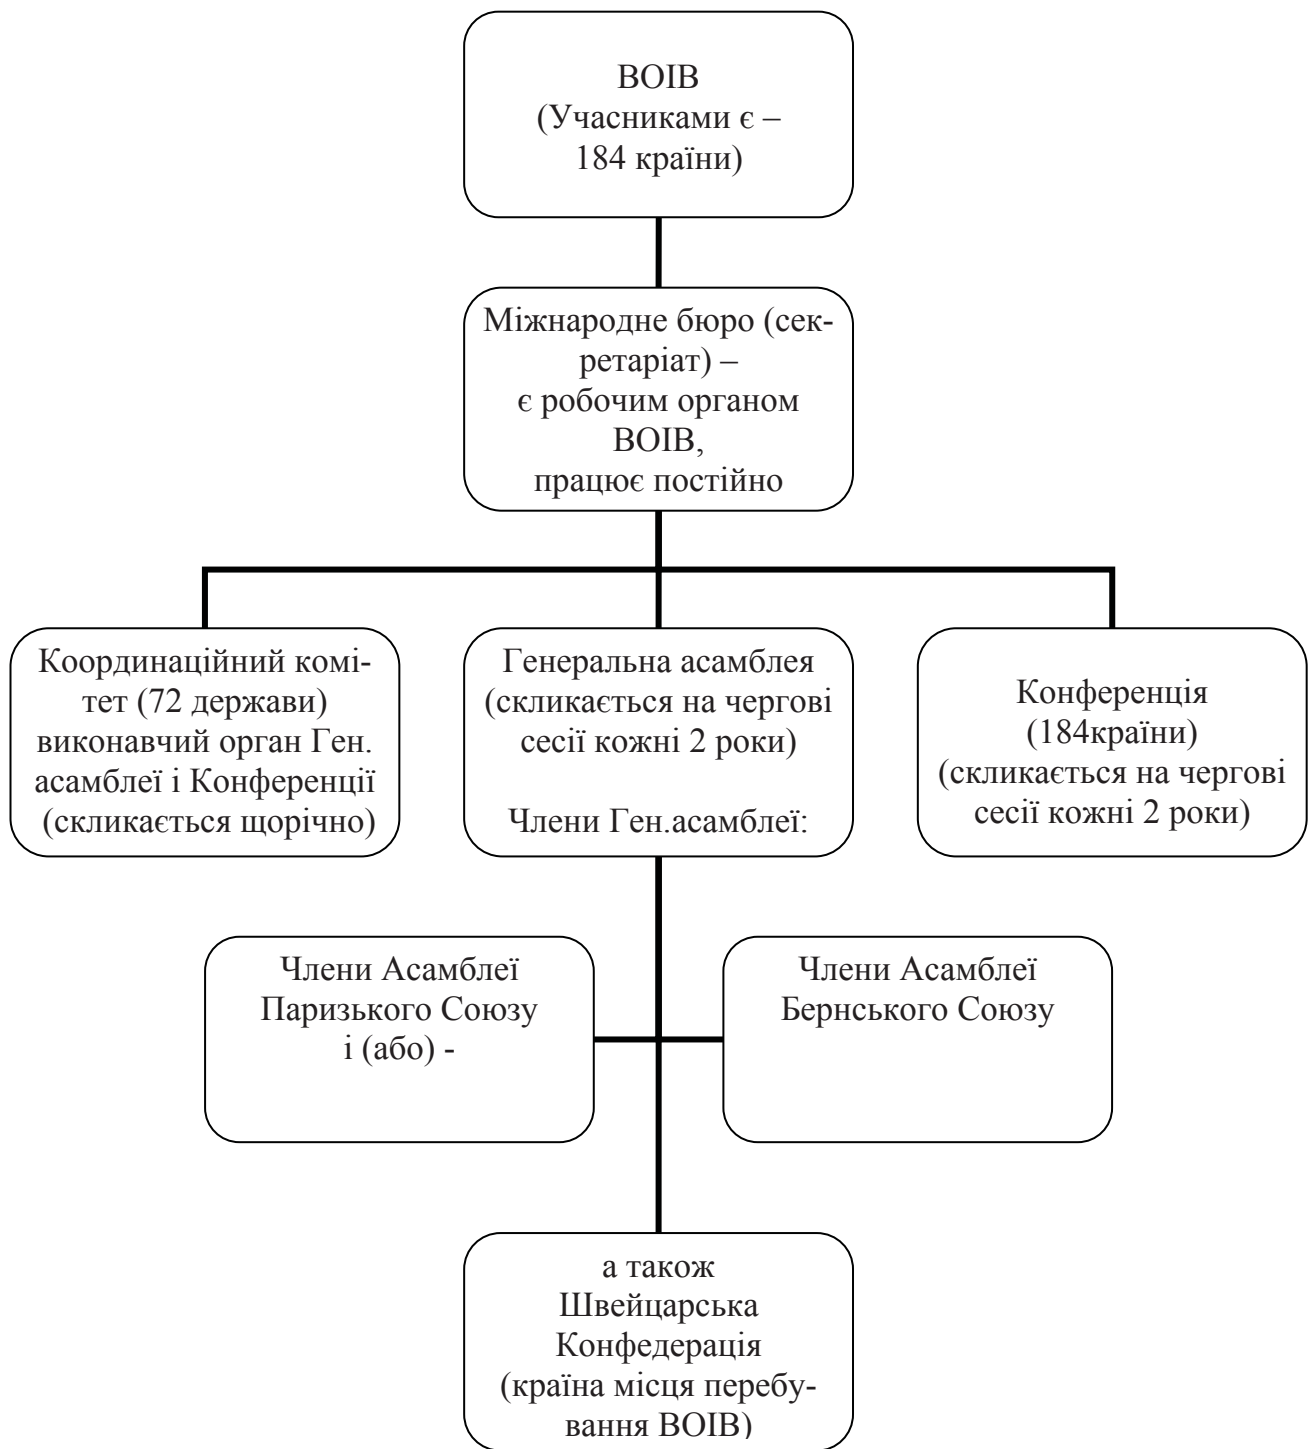 ВОІВ
(Учасниками є –
184 країни)
Міжнародне бюро (сек-
ретаріат) –
є робочим органом
ВОІВ,
працює постійно
Координаційний комі-
тет (72 держави)
виконавчий орган Ген.
асамблеї і Конференції
(скликається щорічно)
Генеральна асамблея
(скликається на чергові
сесії кожні 2 роки)
Члени Ген.асамблеї:
Конференція
(184країни)
(скликається на чергові
сесії кожні 2 роки)
Члени Асамблеї
Паризького Союзу
і (або) -
Члени Асамблеї
Бернського Союзу
а також
Швейцарська
Конфедерація
(країна місця перебу-
вання ВОІВ)